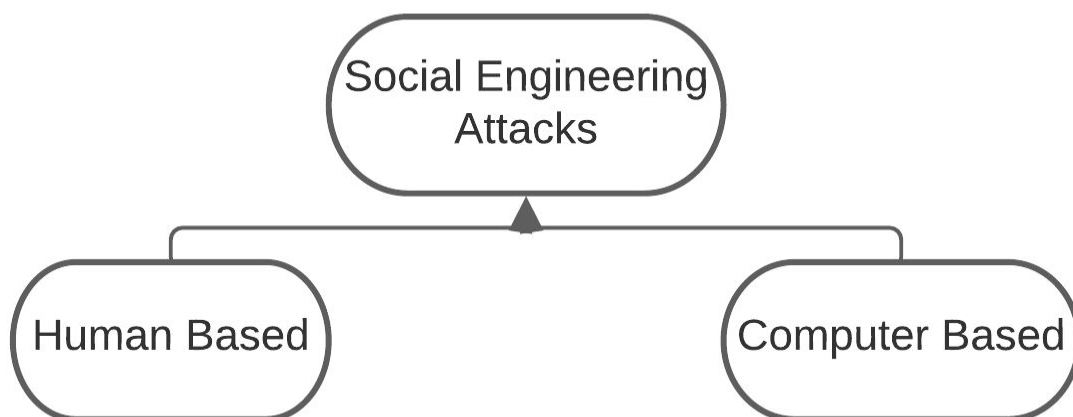 Social Engineering
Attacks
Human Based
Computer Based